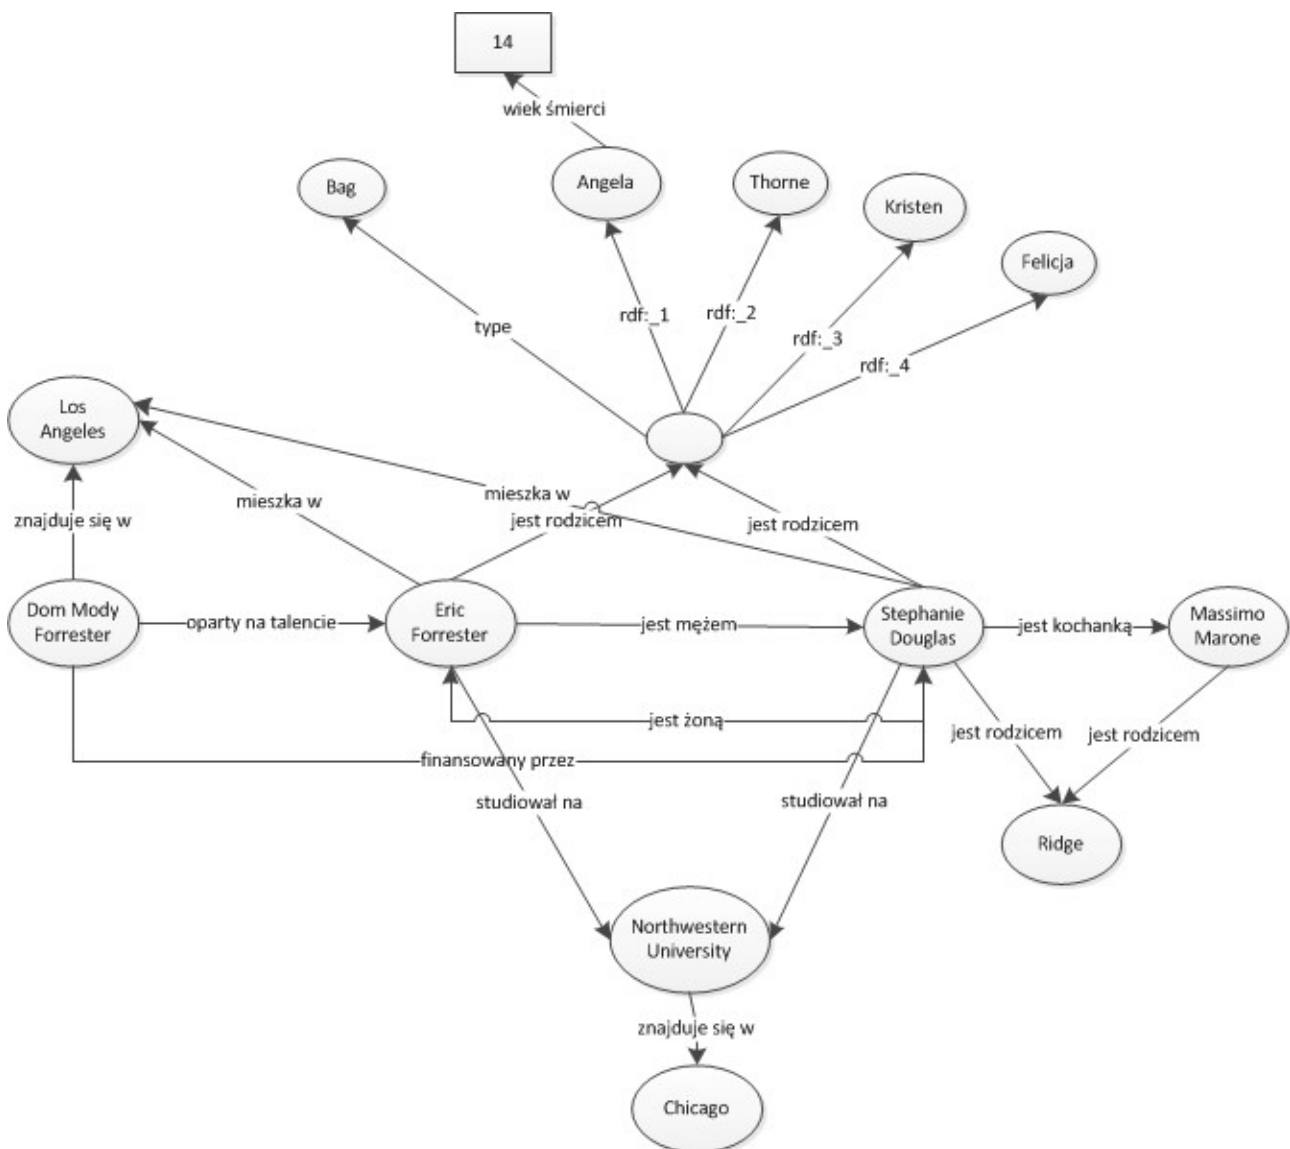 14
wiek śmierci
Bag
Angela
Thorne
Kristen
Felicja
type
rdf:_1
rdf:_2
rdf:_3
rdf:_4
Los
Angeles
mieszka w
mieszka w
znajduje się w
jest rodzicem
jest rodzicem
Dom Mody
Forrester
oparty na talencie
Eric
Forrester
jest mężem
Stephanie
Douglas
jest kochanką
Massimo
Marone
jest żoną
jest rodzicem
jest rodzicem
finansowany przez
studiował na
studiował na
Ridge
Northwestern
University
znajduje się w
Chicago